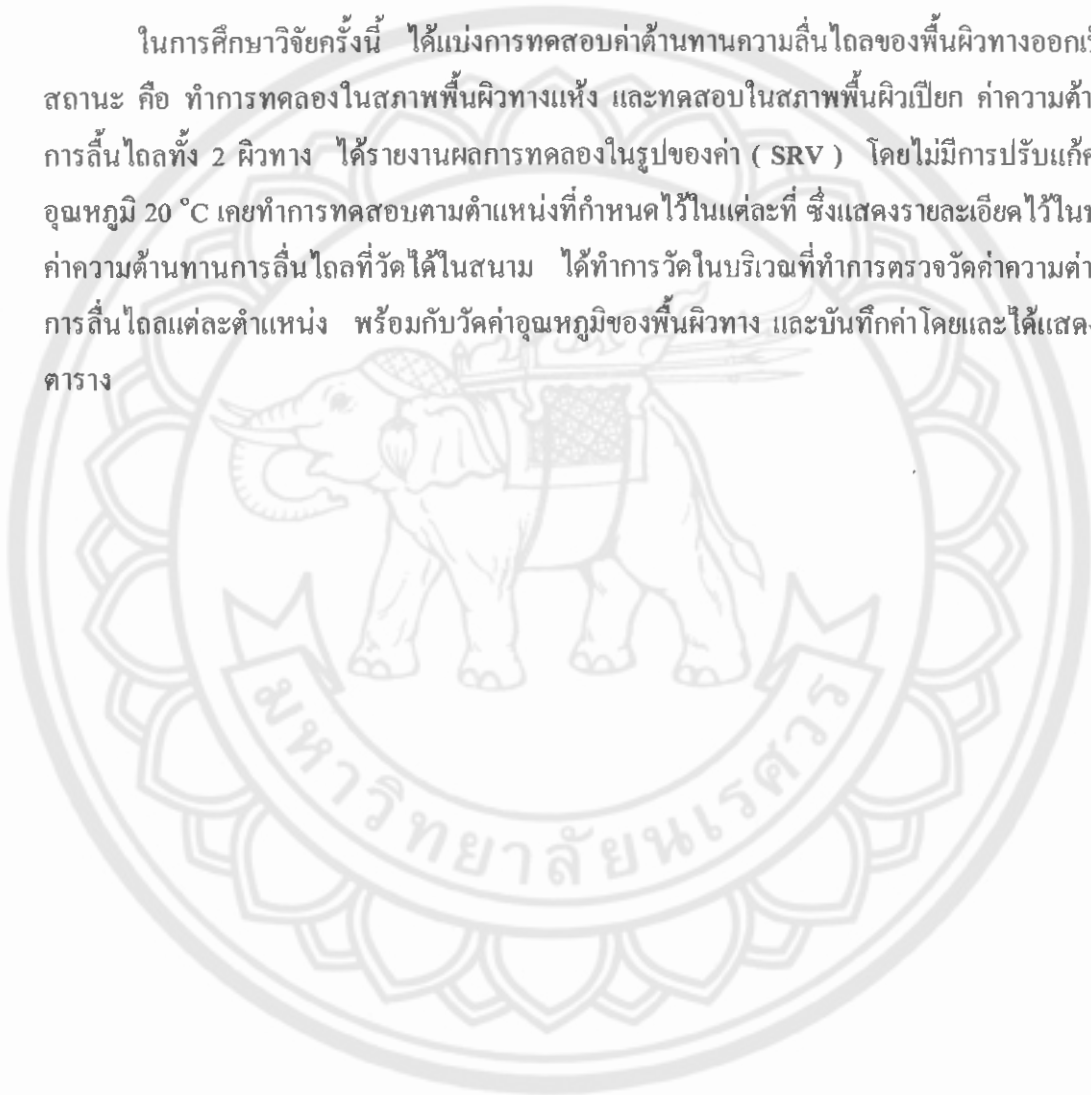 ในการศึกษาวิจัยครั้งนี้ ได้แบ่งการทดสอบค่าต้านทานความลื่นไถลของพื้นผิวทางออกเ
สถานะ คือ ทำการทดลองในสภาพพื้นผิวทางแห้ง และทดสอบในสภาพพื้นผิวเปียก ค่าความต้า
การลื้นไถลทั้ง 2 ผิวทาง ได้รายงานผลการทดลองในรูปของค่า ( SRV ) โดยไม่มีการปรับแก้
อุณหภูมิ 20 °C เคยทำการทดสอบตามตำแหน่งที่กำหนดไว้ในแต่ละที่ ซึ่งแสดงรายละเอียดไว้ใน
ค่าความต้านทานการลื่นไถลที่วัดได้ในสนาม ได้ทำการวัดในบริเวณที่ทำการตรวจวัดค่าความต่า
การลื่นไถลแต่ละตำแหน่ง พร้อมกับวัดค่าอุณหภูมิของพื้นผิวทาง และบันทึกค่าโดยและได้แสด
ตาราง
มหาวิทยาลัยนเรศวร